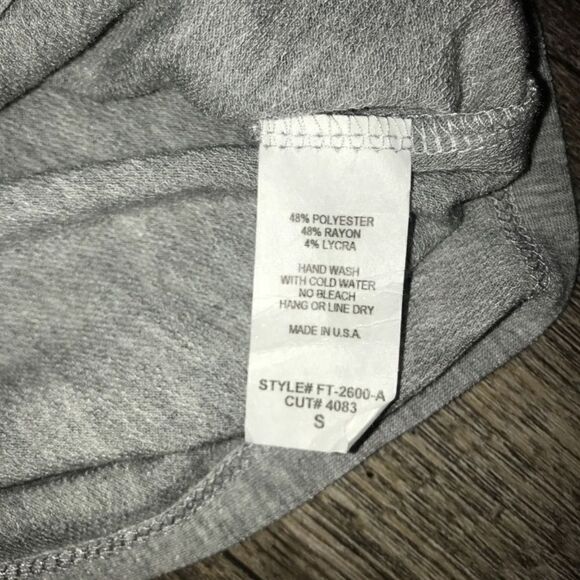 48% POLYESTER
48% RAYON
4% LYCRA
HAND WASH
WITH COLD WATER
NO BLEACH
HANG OR LINE DRY
MADE IN U.S.A.
STYLE# FT-2600-A
CUT# 4083
S